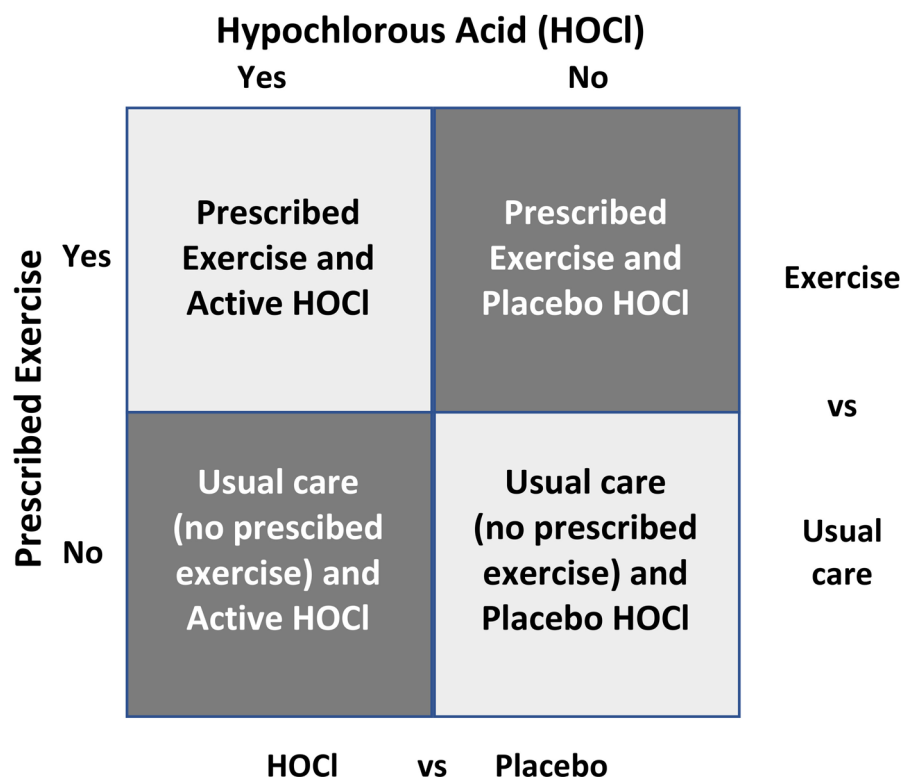 Hypochlorous Acid (HOCl)
Yes
No
Prescribed Exercise
Yes
Prescribed
Exercise and
Active HOCl
Prescribed
Exercise and
Placebo HOCl
Exercise
vs
No
Usual care
(no prescibed
exercise) and
Active HOCl
Usual care
(no prescribed
exercise) and
Placebo HOCl
Usual
care
HOCl vs Placebo